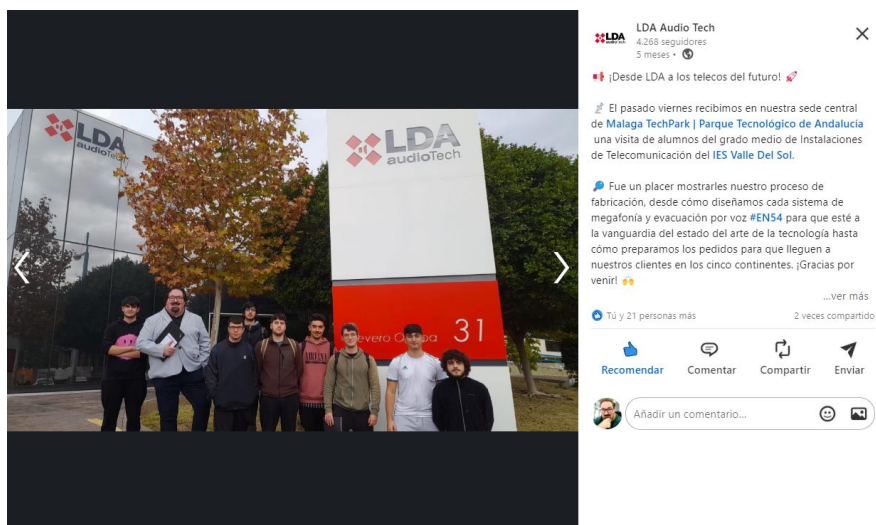 LDA
audioTech
LDA
audioTech
evero O
31
NIRVANA
LDA
audioTech
LDA Audio Tech
4.268 seguidores
5 meses •
¡Desde LDA a los telecos del futuro!
El pasado viernes recibimos en nuestra sede central
de Malaga TechPark | Parque Tecnológico de Andalucía
una visita de alumnos del grado medio de Instalaciones
de Telecomunicación del IES Valle Del Sol.
Fue un placer mostrarles nuestro proceso de
fabricación, desde cómo diseñamos cada sistema de
megafonía y evacuación por voz #EN54 para que esté a
la vanguardia del estado del arte de la tecnología hasta
cómo preparamos los pedidos para que lleguen a
nuestros clientes en los cinco continentes. ¡Gracias por
venir!
...ver más
Tú y 21 personas más
2 veces compartido
Recomendar
Comentar
Compartir
Enviar
Añadir un comentario...